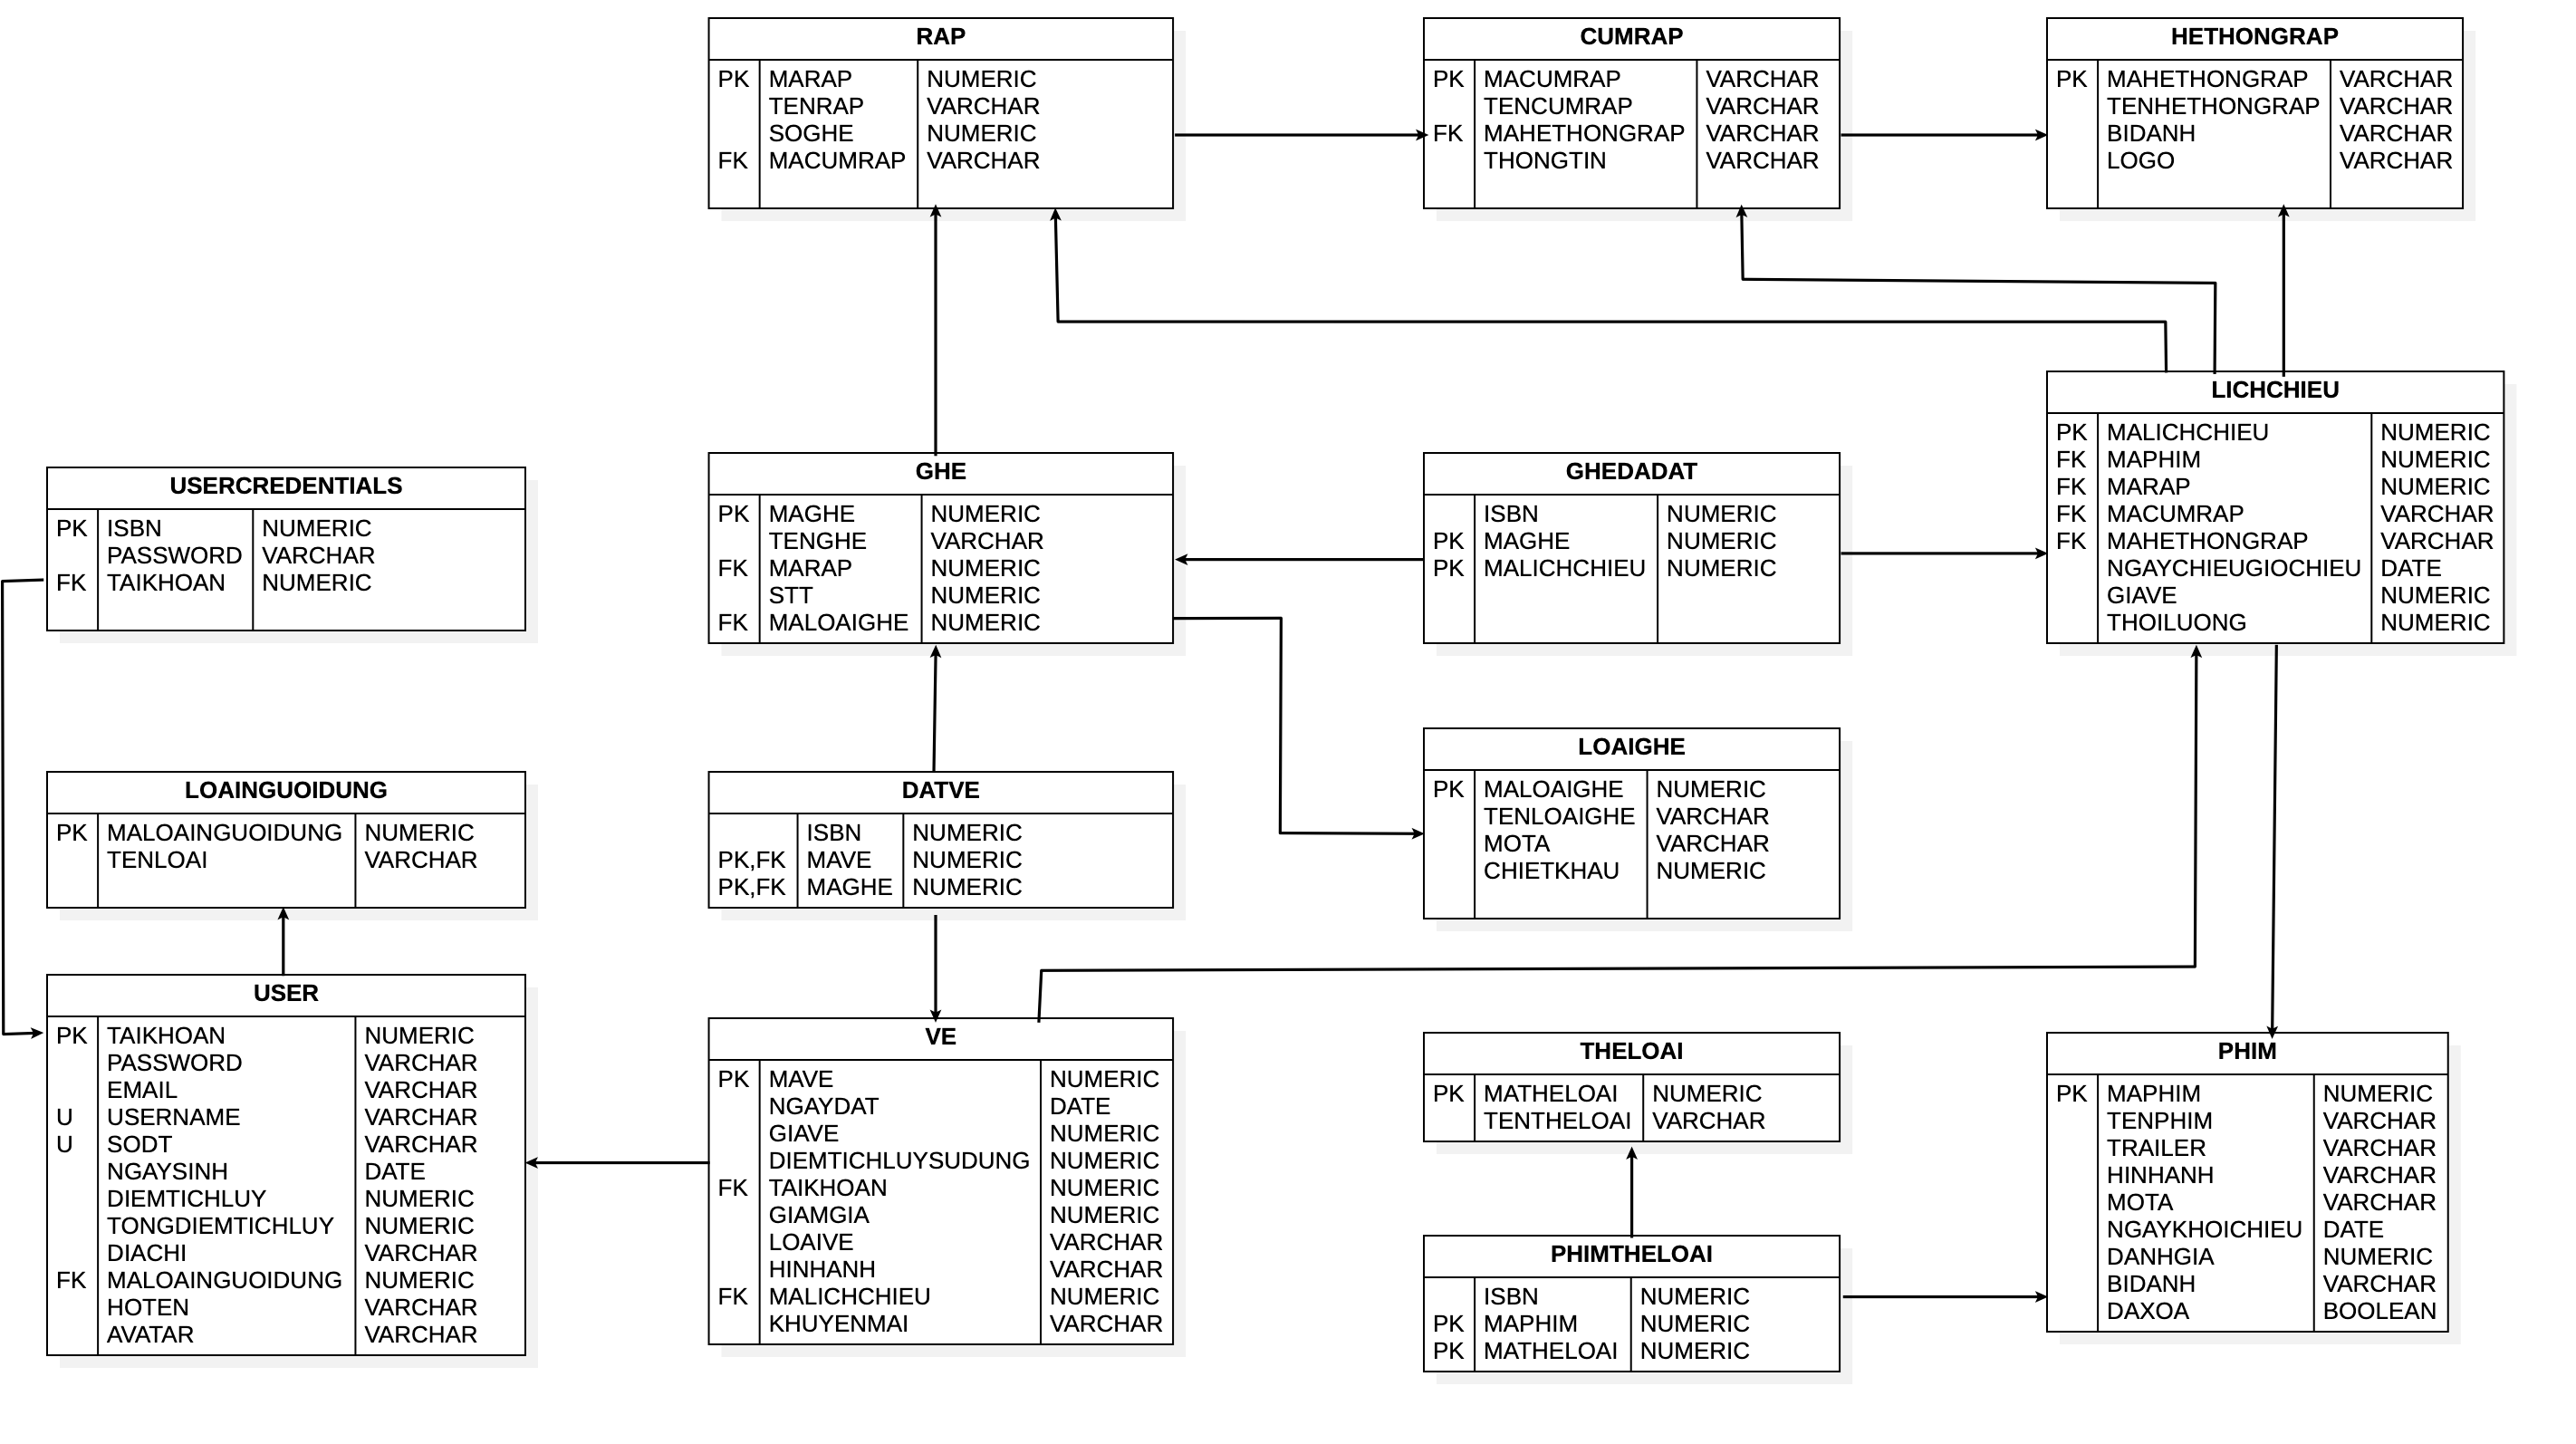 RAP
PK MARAP NUMERIC
TENRAP VARCHAR
SOGHE NUMERIC
FK MACUMRAP VARCHAR
CUMRAP
PK MACUMRAP VARCHAR
TENCUMRAP VARCHAR
FK MAHETHONGRAP VARCHAR
THONGTIN VARCHAR
HETHONGRAP
PK MAHETHONGRAP VARCHAR
TENHETHONGRAP VARCHAR
BIDANH VARCHAR
LOGO VARCHAR
LICHCHIEU
PK MALICHCHIEU NUMERIC
FK MAPHIM NUMERIC
FK MARAP NUMERIC
FK MACUMRAP VARCHAR
FK MAHETHONGRAP VARCHAR
NGAYCHIEUGIOCHIEU DATE
GIAVE NUMERIC
THOILUONG NUMERIC
USERCREDENTIALS
PK ISBN NUMERIC
PASSWORD VARCHAR
FK TAIKHOAN NUMERIC
GHE
PK MAGHE NUMERIC
TENGHE VARCHAR
FK MARAP NUMERIC
STT NUMERIC
FK MALOAIGHE NUMERIC
GHEDADAT
ISBN NUMERIC
PK MAGHE NUMERIC
PK MALICHCHIEU NUMERIC
LOAIGHE
PK MALOAIGHE NUMERIC
TENLOAIGHE VARCHAR
MOTA VARCHAR
CHIETKHAU NUMERIC
LOAINGUOIDUNG
PK MALOAINGUOIDUNG NUMERIC
TENLOAI VARCHAR
DATVE
ISBN NUMERIC
PK,FK MAVE NUMERIC
PK,FK MAGHE NUMERIC
USER
PK TAIKHOAN NUMERIC
PASSWORD VARCHAR
EMAIL VARCHAR
U USERNAME VARCHAR
U SODT VARCHAR
NGAYSINH DATE
DIEMTICHLUY NUMERIC
TONGDIEMTICHLUY NUMERIC
DIACHI VARCHAR
FK MALOAINGUOIDUNG NUMERIC
HOTEN VARCHAR
AVATAR VARCHAR
VE
PK MAVE NUMERIC
NGAYDAT DATE
GIAVE NUMERIC
DIEMTICHLUYSUDUNG NUMERIC
FK TAIKHOAN NUMERIC
GIAMGIA NUMERIC
LOAIVE VARCHAR
HINHANH VARCHAR
FK MALICHCHIEU NUMERIC
KHUYENMAI VARCHAR
THELOAI
PK MATHELOAI NUMERIC
TENTHELOAI VARCHAR
PHIMTHELOAI
ISBN NUMERIC
PK MAPHIM NUMERIC
PK MATHELOAI NUMERIC
PHIM
PK MAPHIM NUMERIC
TENPHIM VARCHAR
TRAILER VARCHAR
HINHANH VARCHAR
MOTA VARCHAR
NGAYKHOICHIEU DATE
DANHGIA NUMERIC
BIDANH VARCHAR
DAXOA BOOLEAN